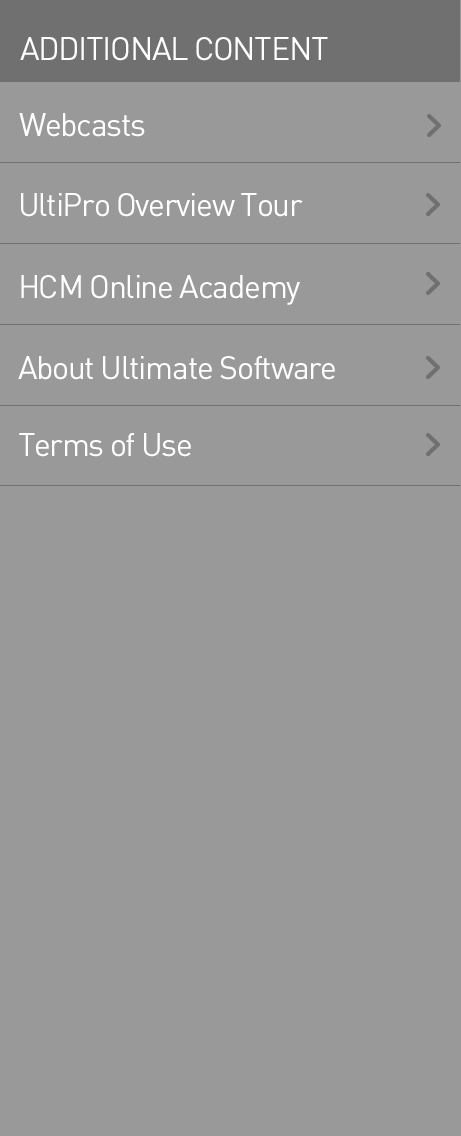 ADDITIONAL CONTENT
Webcasts
UltiPro Overview Tour
HCM Online Academy
About Ultimate Software
Terms of Use